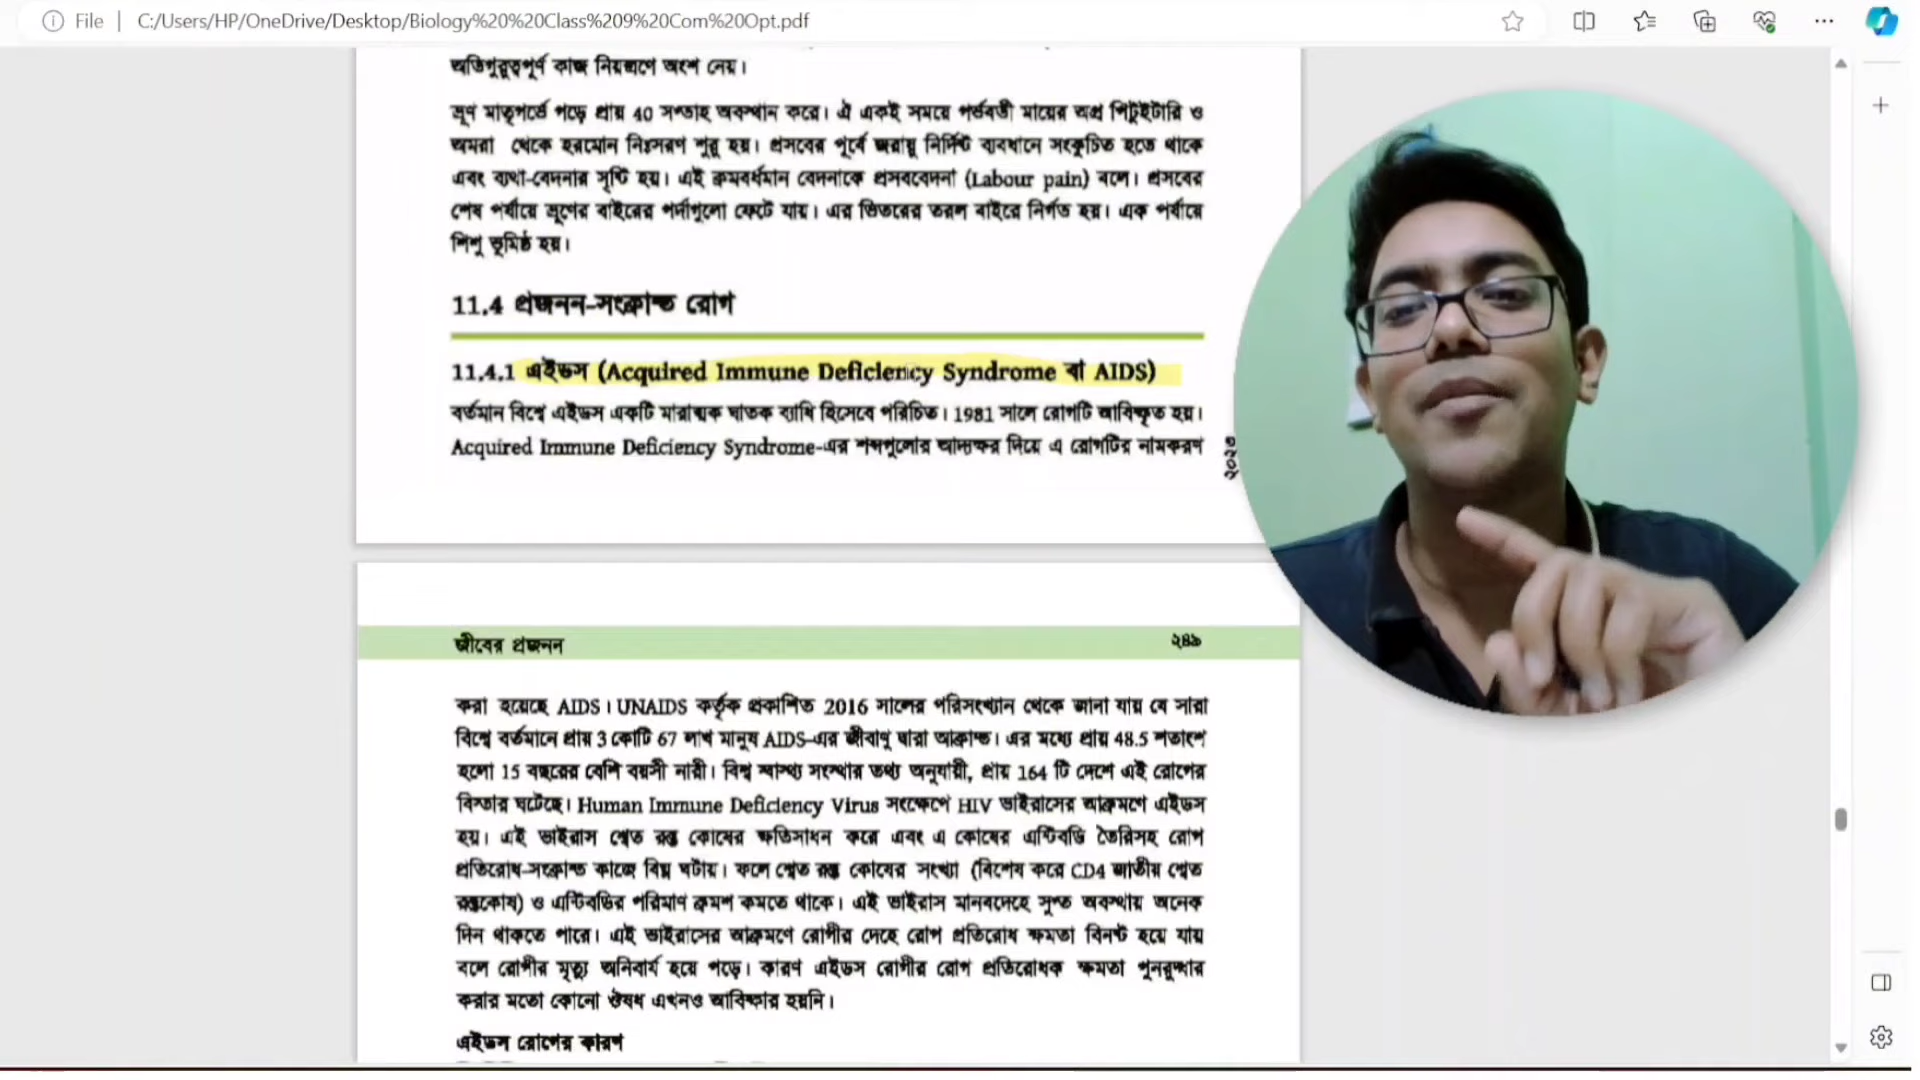 File | C:/Users/HP/OneDrive/Desktop/Biology%20%20Class%209%20Com%20Opt.pdf
অতিগুরুত্বপূর্ণ কাজ নিয়ন্ত্রণে অংশ নেয়।
ভ্রূণ মাতৃগর্ভে গড়ে প্রায় 40 সপ্তাহ অবস্থান করে। ঐ একই সময়ে গর্ভবতী মায়ের অগ্র পিটুইটারি ও
অমরা থেকে হরমোন নিঃসরণ শুরু হয়। প্রসবের পূর্বে জরায়ু নির্দিষ্ট ব্যবধানে সংকুচিত হতে থাকে
এবং ব্যথা-বেদনার সৃষ্টি হয়। এই ক্রমবর্ধমান বেদনাকে প্রসববেদনা (Labour pain) বলে। প্রসবের
শেষ পর্যায়ে ভ্রূণের বাইরের পর্দাগুলো ফেটে যায়। এর ভিতরের তরল বাইরে নির্গত হয়। এক পর্যায়ে
শিশু ভূমিষ্ঠ হয়।
11.4 প্রজনন-সংক্রান্ত রোগ
11.4.1 এইডস (Acquired Immune Deficiency Syndrome বা AIDS)
বর্তমান বিশ্বে এইডস একটি মারাত্মক ঘাতক ব্যাধি হিসেবে পরিচিত। 1981 সালে রোগটি আবিষ্কৃত হয়।
Acquired Immune Deficiency Syndrome-এর শব্দগুলোর আদ্যক্ষর দিয়ে এ রোগটির নামকরণ
জীবের প্রজনন ২৪৯
করা হয়েছে AIDS। UNAIDS কর্তৃক প্রকাশিত 2016 সালের পরিসংখ্যান থেকে জানা যায় যে সারা
বিশ্বে বর্তমানে প্রায় 3 কোটি 67 লাখ মানুষ AIDS-এর জীবাণু দ্বারা আক্রান্ত। এর মধ্যে প্রায় 48.5 শতাংশ
হলো 15 বছরের বেশি বয়সী নারী। বিশ্ব স্বাস্থ্য সংস্থার তথ্য অনুযায়ী, প্রায় 164 টি দেশে এই রোগের
বিস্তার ঘটেছে। Human Immune Deficiency Virus সংক্ষেপে HIV ভাইরাসের আক্রমণে এইডস
হয়। এই ভাইরাস শ্বেত রক্ত কোষের ক্ষতিসাধন করে এবং এ কোষের এন্টিবডি তৈরিসহ রোগ
প্রতিরোধ-সংক্রান্ত কাজে বিঘ্ন ঘটায়। ফলে শ্বেত রক্ত কোষের সংখ্যা (বিশেষ করে CD4 জাতীয় শ্বেত
রক্তকোষ) ও এন্টিবডির পরিমাণ ক্রমশ কমতে থাকে। এই ভাইরাস মানবদেহে সুপ্ত অবস্থায় অনেক
দিন থাকতে পারে। এই ভাইরাসের আক্রমণে রোগীর দেহে রোগ প্রতিরোধ ক্ষমতা বিনষ্ট হয়ে যায়
বলে রোগীর মৃত্যু অনিবার্য হয়ে পড়ে। কারণ এইডস রোগীর রোগ প্রতিরোধক ক্ষমতা পুনরুদ্ধার
করার মতো কোনো ঔষধ এখনও আবিষ্কার হয়নি।
এইডস রোগের কারণ